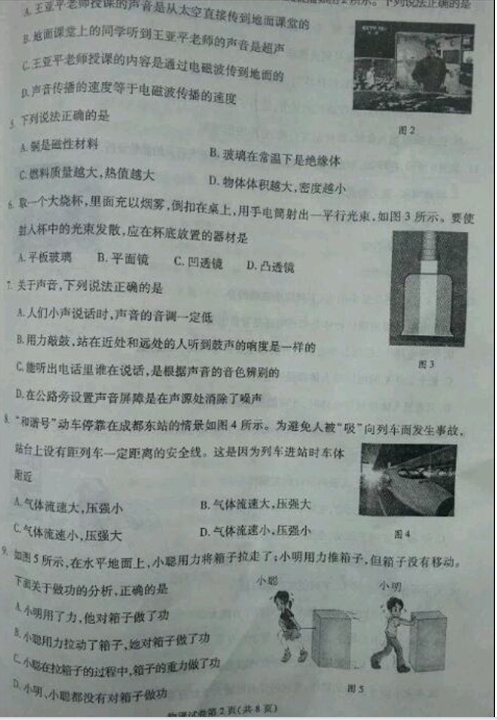 下列说法正确的是
A.王亚平老师授课的声音是从太空直接传到地面课堂的
B.地面课堂上的同学听到王亚平老师的声音是超声
C.王亚平老师授课的内容是通过电磁波传到地面的
D.声音传播的速度等于电磁波传播的速度
图2
5.下列说法正确的是
A.铜是磁性材料
B.玻璃在常温下是绝缘体
C.燃料质量越大,热值越大
D.物体体积越大,密度越小
6.取一个大烧杯,里面充以烟雾,倒扣在桌上,用手电筒射出一平行光束,如图3所示。要使
射入杯中的光束发散,应在杯底放置的器材是
A.平板玻璃 B.平面镜 C.凹透镜 D.凸透镜
图3
7.关于声音,下列说法正确的是
A.人们小声说话时,声音的音调一定低
B.用力敲鼓,站在近处和远处的人听到鼓声的响度是一样的
C.能听出电话里谁在说话,是根据声音的音色辨别的
D.在公路旁设置声音屏障是在声源处消除了噪声
8.“和谐号”动车停靠在成都东站的情景如图4所示。为避免人被“吸”向列车而发生事故,
站台上设有距列车一定距离的安全线。这是因为列车进站时车体
附近
A.气体流速大,压强小
B.气体流速大,压强大
C.气体流速小,压强大
D.气体流速小,压强小
图4
9.如图5所示,在水平地面上,小聪用力将箱子拉走了;小明用力推箱子,但箱子没有移动。
下面关于做功的分析,正确的是
小聪
小明
A.小明用了力,他对箱子做了功
B.小聪用力拉动了箱子,她对箱子做了功
C.小聪在拉箱子的过程中,箱子的重力做了功
D.小明、小聪都没有对箱子做功
图5
物理试卷第2页(共8页)